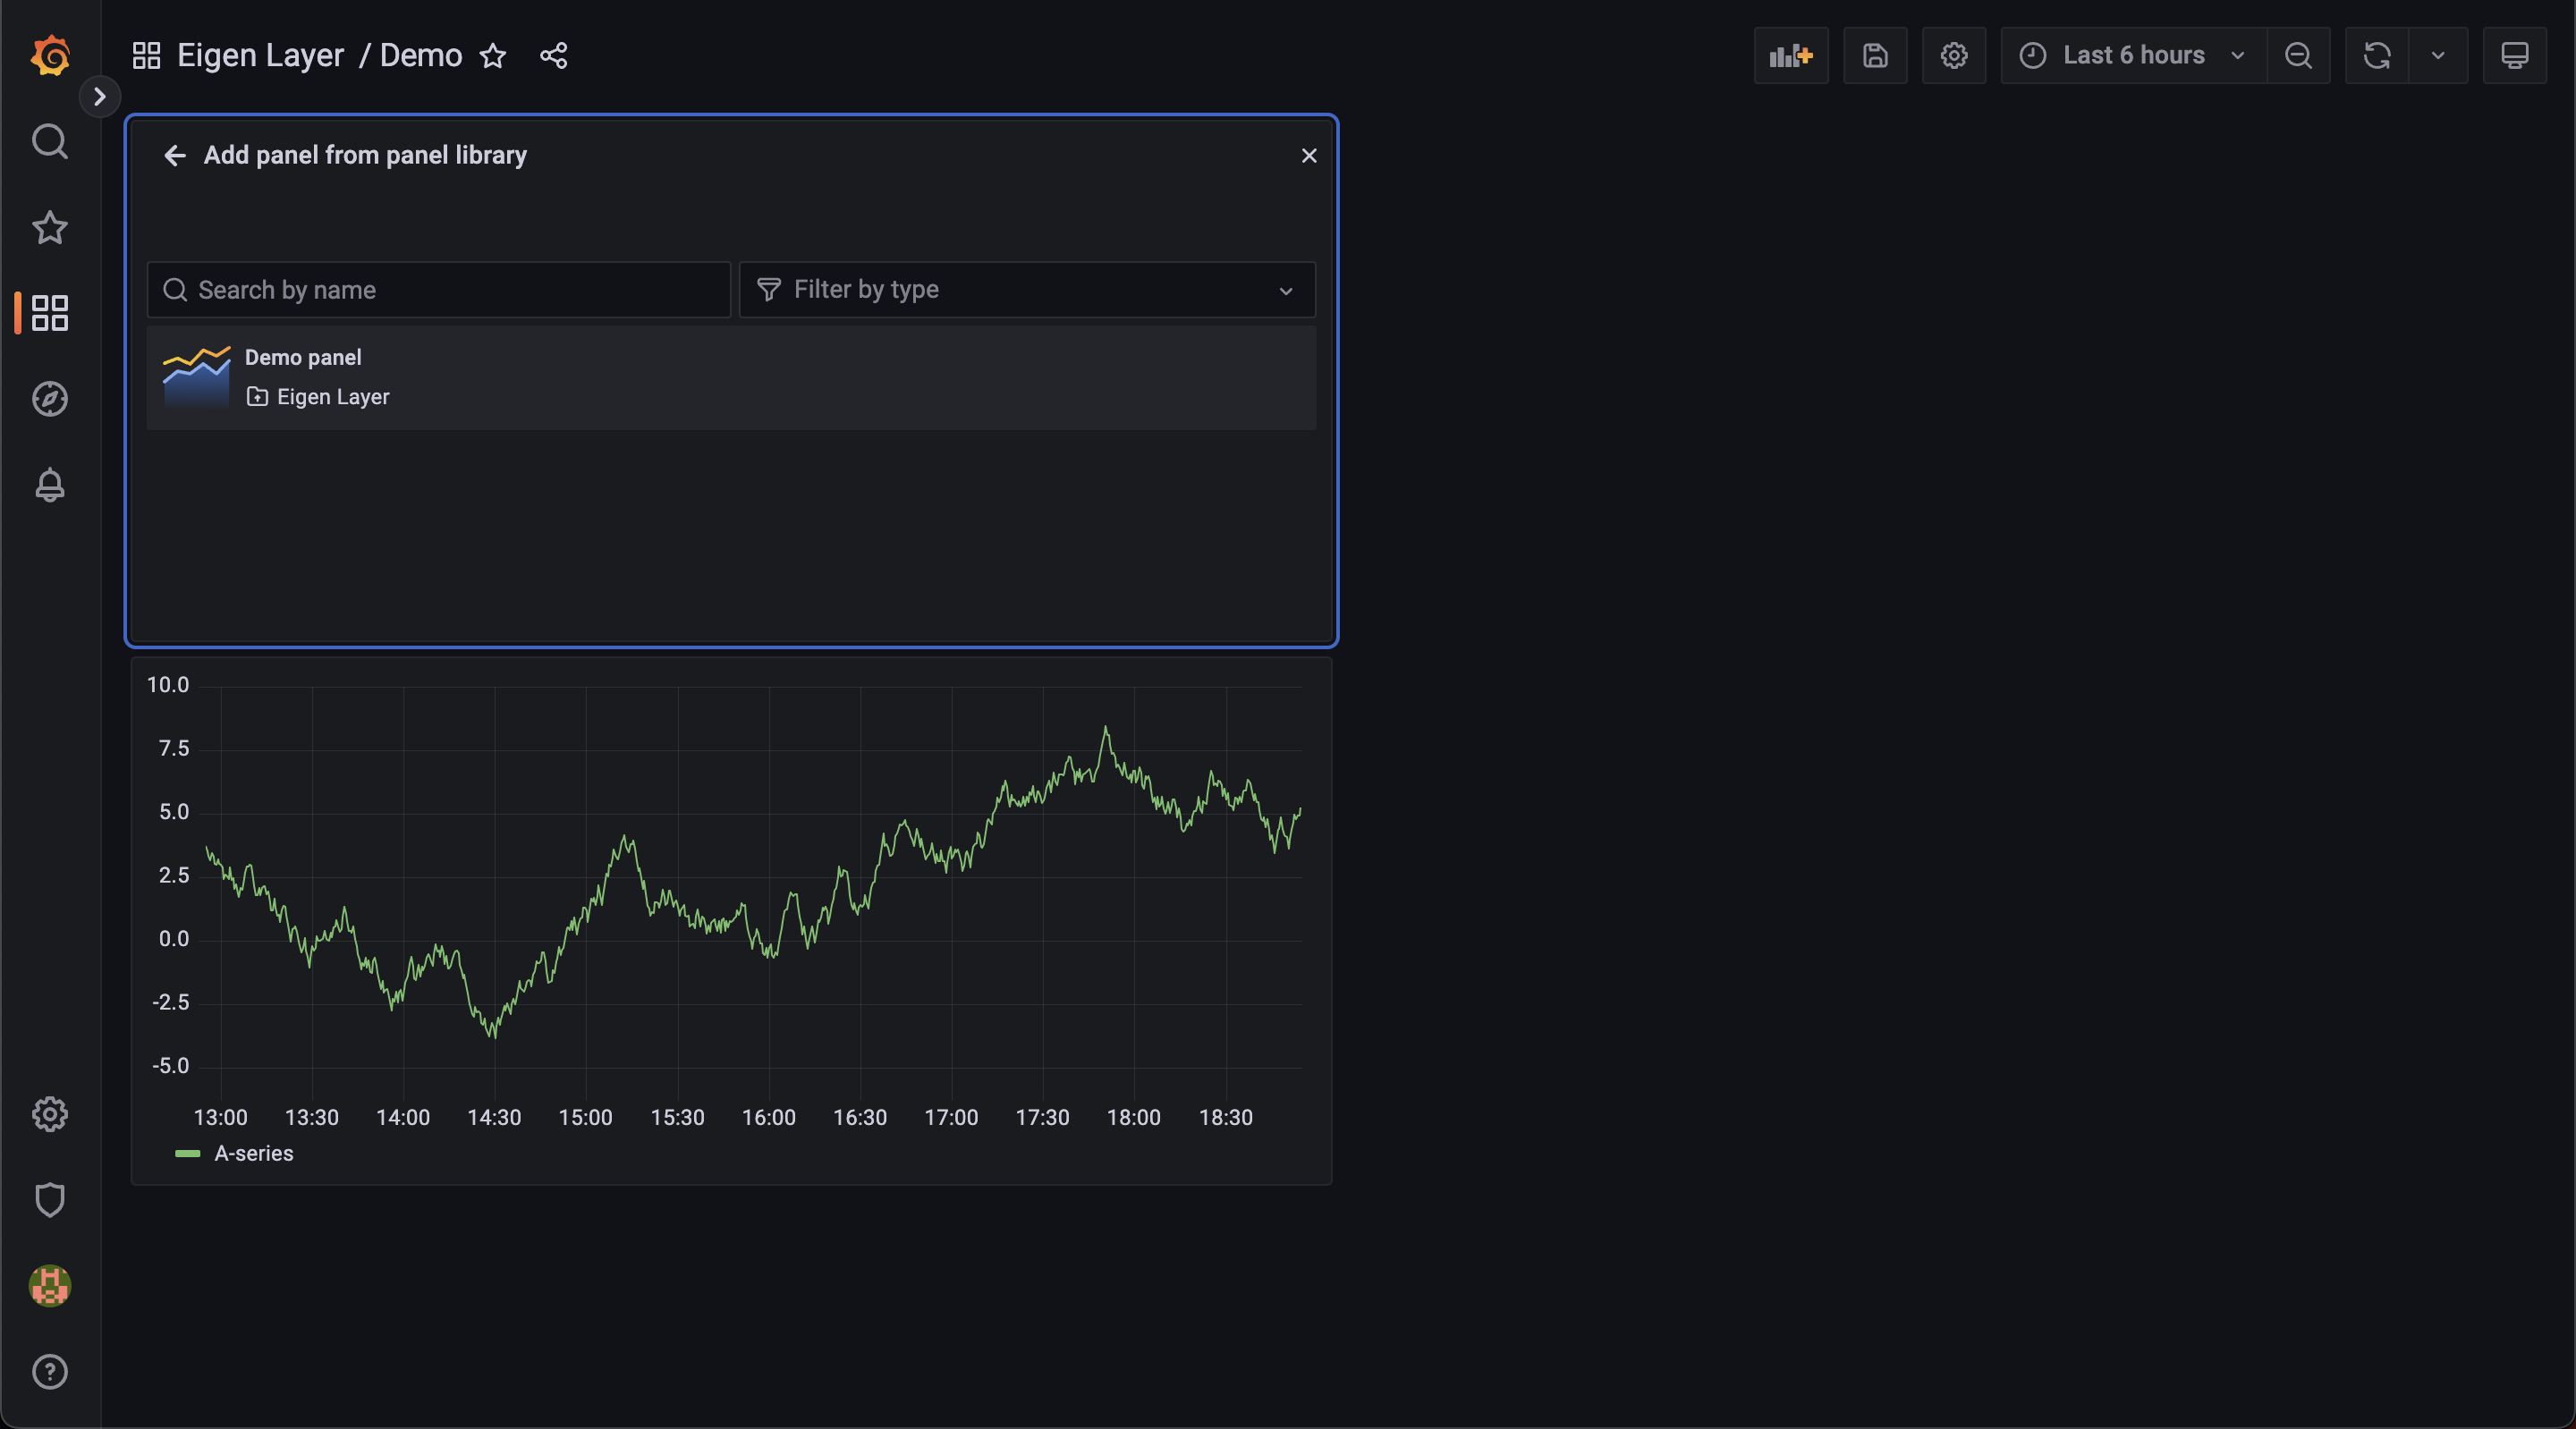 Eigen Layer / Demo
Last 6 hours
Add panel from panel library
Search by name
Filter by type
Demo panel
Eigen Layer
10.0
7.5
5.0
2.5
0.0
-2.5
-5.0
13:00 13:30 14:00 14:30 15:00 15:30 16:00 16:30 17:00 17:30 18:00 18:30
A-series